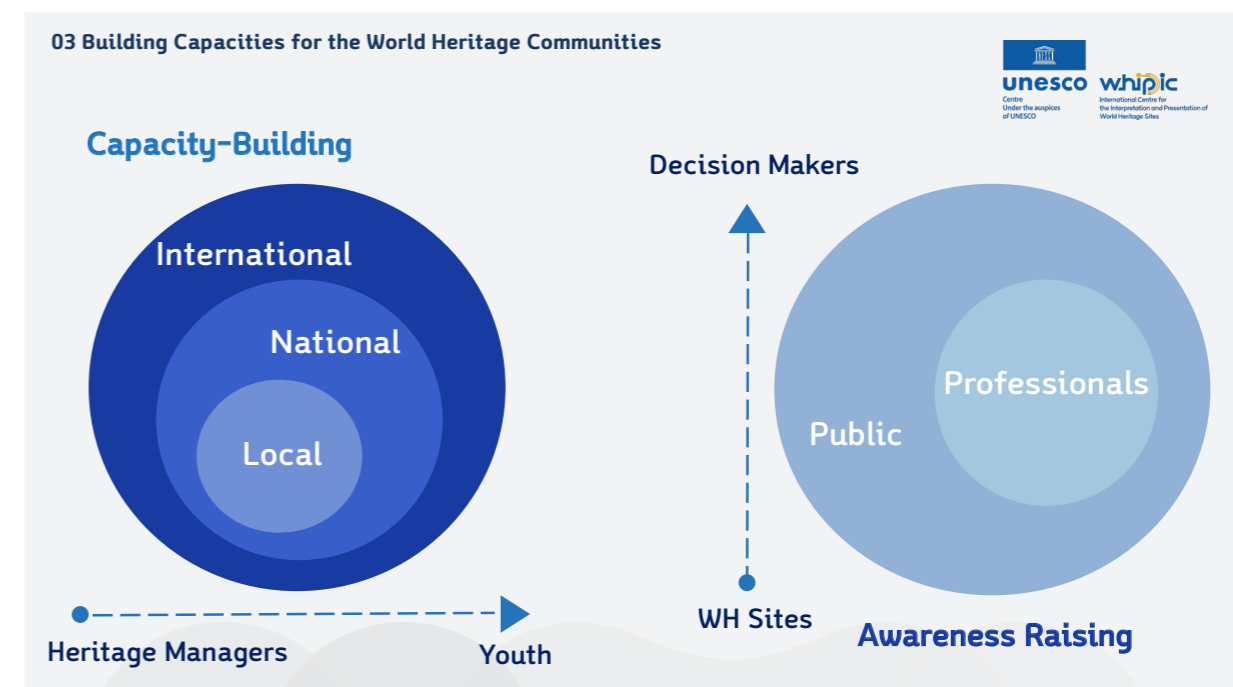 03 Building Capacities for the World Heritage Communities
unesco
Centre
Under the auspices
of UNESCO
whipic
International Centre for
the Interpretation and Presentation of
World Heritage Sites
Capacity-Building
International
National
Local
Heritage Managers
Youth
Decision Makers
WH Sites
Professionals
Public
Awareness Raising